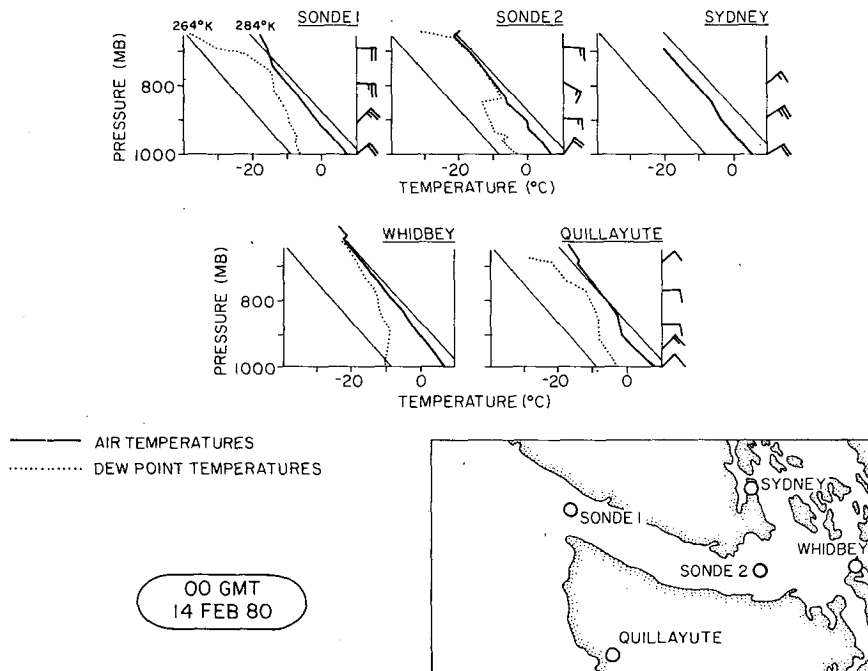 SONDE 1
SONDE 2
SYDNEY
264°K
284°K
PRESSURE (MB)
800
1000
-20
0
-20
0
-20
0
TEMPERATURE (°C)
WHIDBEY
QUILLAYUTE
PRESSURE (MB)
800
1000
-20
0
-20
0
TEMPERATURE (°C)
AIR TEMPERATURES
DEW POINT TEMPERATURES
00 GMT
14 FEB 80
SYDNEY
SONDE 1
WHIDBEY
SONDE 2
QUILLAYUTE